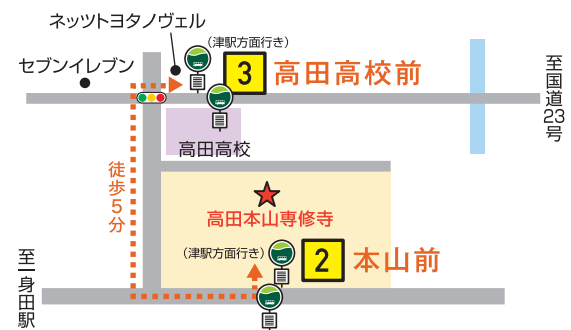 ネッツトヨタノヴェル
(津駅方面行き)
セブンイレブン
3
高田高校前
至国道23号
高田高校
徒歩5分
高田本山専修寺
(津駅方面行き)
2
本山前
至一身田駅